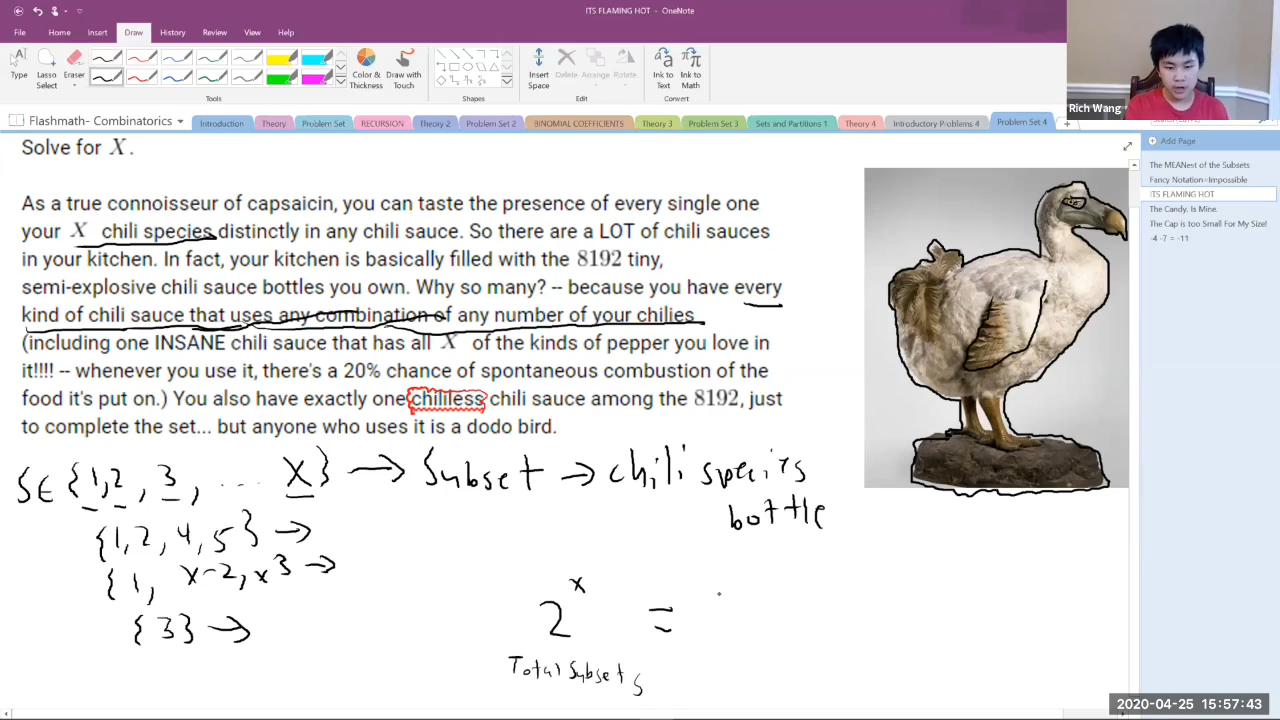 ITS FLAMING HOT - OneNote
File Home Insert Draw History Review View Help
Type
Lasso Select
Eraser
Color & Thickness
Draw with Touch
Insert Space
Delete
Arrange
Rotate
Ink to Text
Ink to Math
Tools
Shapes
Edit
Convert
Rich Wang
Flashmath- Combinatorics
Introduction Theory Problem Set RECURSION Theory 2 Problem Set 2 BINOMIAL COEFFICIENTS Theory 3 Problem Set 3 Sets and Partitions 1 Theory 4 Introductory Problems 4 Problem Set 4
Add Page
The MEANest of the Subsets
Fancy Notation=Impossible
ITS FLAMING HOT
The Candy. Is Mine.
The Cap is too Small For My Size!
-4 -7 = -11
Solve for X.
As a true connoisseur of capsaicin, you can taste the presence of every single one
your X chili species distinctly in any chili sauce. So there are a LOT of chili sauces
in your kitchen. In fact, your kitchen is basically filled with the 8192 tiny,
semi-explosive chili sauce bottles you own. Why so many? -- because you have every
kind of chili sauce that uses any combination of any number of your chilies
(including one INSANE chili sauce that has all X of the kinds of pepper you love in
it!!!! -- whenever you use it, there's a 20% chance of spontaneous combustion of the
food it's put on.) You also have exactly one chililess chili sauce among the 8192, just
to complete the set... but anyone who uses it is a dodo bird.
S∈ {1,2,3, ... X} → Subset → chili species
bottle
{1,2,4,5} →
{1, x-2, x} →
{3} →
2^x =
Total Subsets
2020-04-25 15:57:43